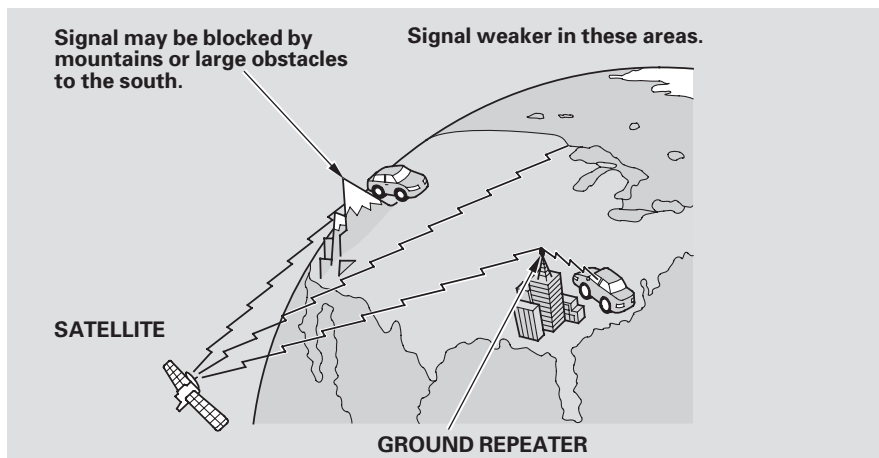 Signal may be blocked by
mountains or large obstacles
to the south.
Signal weaker in these areas.
SATELLITE
GROUND REPEATER